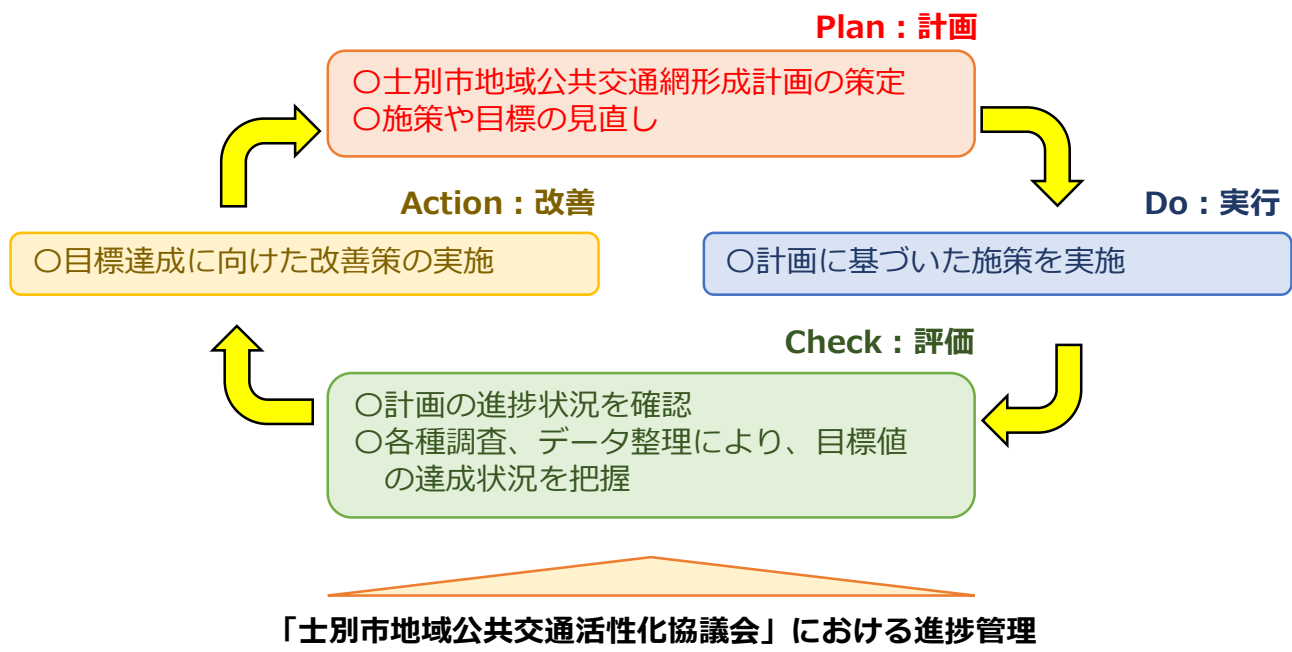 Plan:計画
〇士別市地域公共交通網形成計画の策定
〇施策や目標の見直し
Action:改善
Do:実行
〇目標達成に向けた改善策の実施
〇計画に基づいた施策を実施
Check:評価
〇計画の進捗状況を確認
〇各種調査、データ整理により、目標値
の達成状況を把握
「士別市地域公共交通活性化協議会」における進捗管理